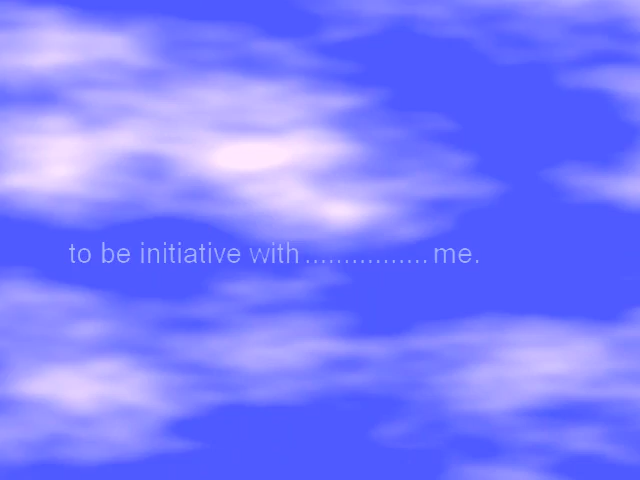 to be initiative with ................ me.